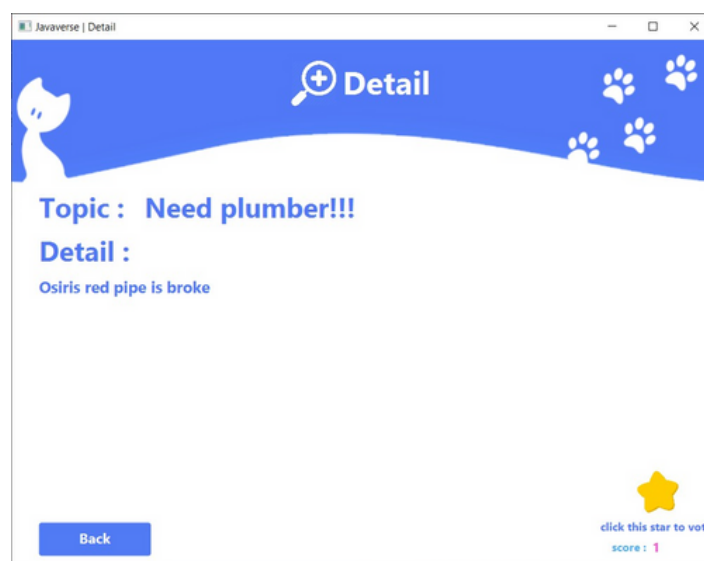 Javaverse | Detail
Detail
Topic : Need plumber!!!
Detail :
Osiris red pipe is broke
click this star to vot
Back
score : 1